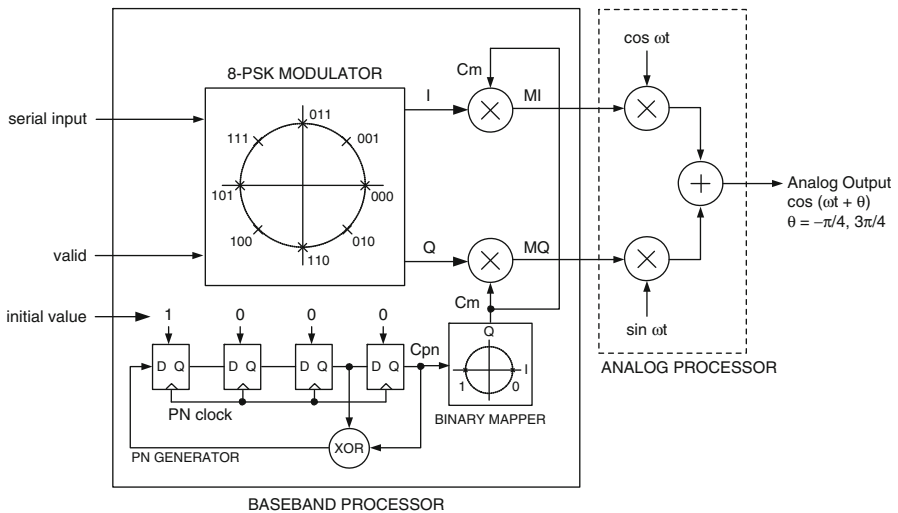 cos ωt
8-PSK MODULATOR
Cm
I
MI
serial input
011
111
001
101
000
100
010
110
valid
Q
MQ
Cm
Analog Output
cos (ωt + θ)
θ = –π/4, 3π/4
sin ωt
initial value
1 0 0 0
D Q
D Q
D Q
D Q
Cpn
Q
I
1
0
PN clock
BINARY MAPPER
XOR
PN GENERATOR
ANALOG PROCESSOR
BASEBAND PROCESSOR